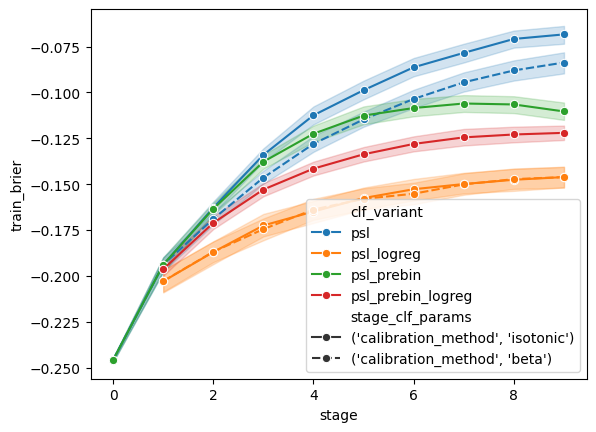 −0.075
−0.100
−0.125
−0.150
−0.175
−0.200
−0.225
−0.250
train_brier
0
2
4
6
8
stage
clf_variant
psl
psl_logreg
psl_prebin
psl_prebin_logreg
stage_clf_params
('calibration_method', 'isotonic')
('calibration_method', 'beta')